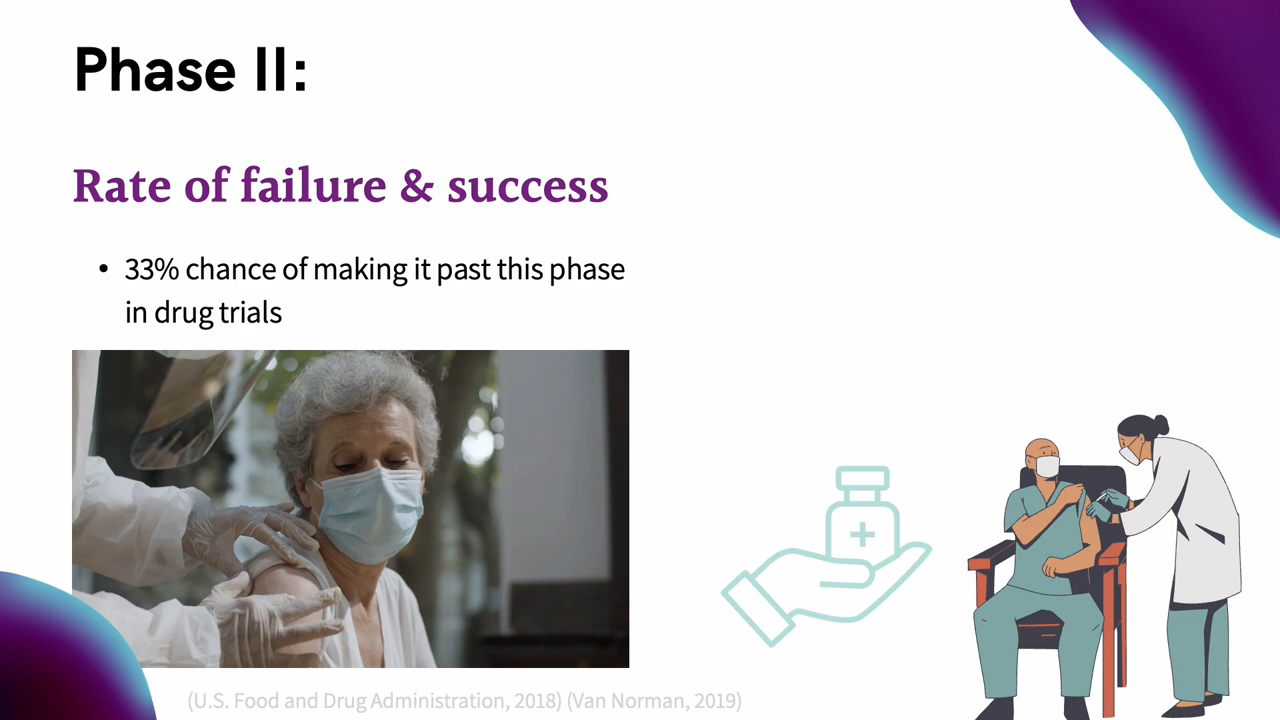 Phase II:
Rate of failure & success
• 33% chance of making it past this phase
in drug trials
(U.S. Food and Drug Administration, 2018) (Van Norman, 2019)